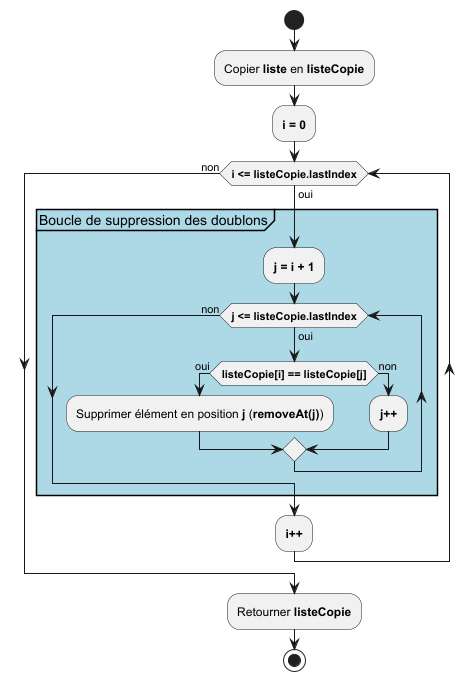 Copier liste en listeCopie
i = 0
non
i <= listeCopie.lastIndex
oui
Boucle de suppression des doublons
j = i + 1
non
j <= listeCopie.lastIndex
oui
oui
listeCopie[i] == listeCopie[j]
non
Supprimer élément en position j (removeAt(j))
j++
i++
Retourner listeCopie